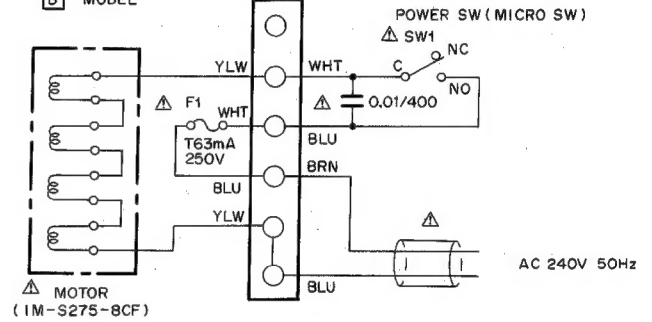 MODEL
POWER SW (MICRO SW)
⚠ SW1
NC
C
NO
YLW
WHT
⚠ F1
WHT
⚠
0.01/400
T63mA
250V
BLU
BLU
BRN
YLW
⚠
AC 240V 50Hz
BLU
⚠ MOTOR
(IM-S275-8CF)